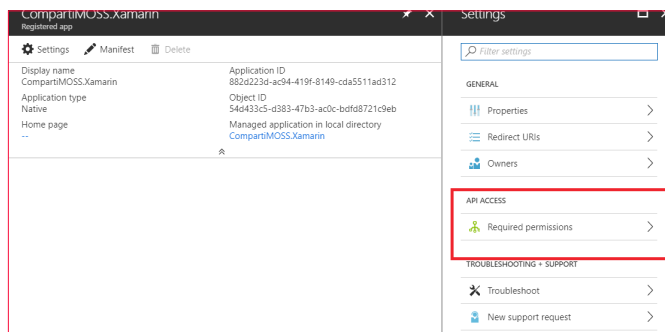 CompartiMOSS.Xamarin
Registered app
Settings Manifest Delete
Display name
CompartiMOSS.Xamarin
Application ID
882d223d-ac94-419f-8149-cda5511ad312
Application type
Native
Object ID
54d433c5-d383-47b3-ac0c-bdfd8721c9eb
Home page
--
Managed application in local directory
CompartiMOSS.Xamarin
Settings
Filter settings
GENERAL
Properties
Redirect URIs
Owners
API ACCESS
Required permissions
TROUBLESHOOTING + SUPPORT
Troubleshoot
New support request